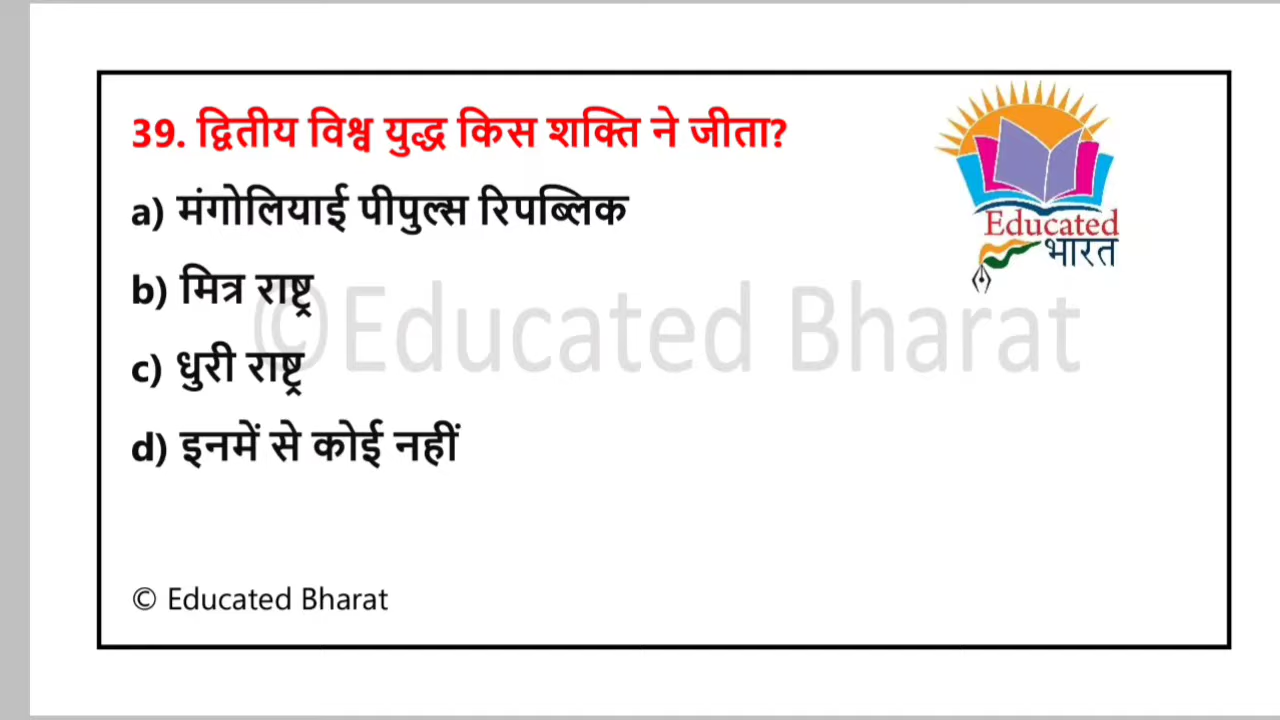 39. द्वितीय विश्व युद्ध किस शक्ति ने जीता?
a) मंगोलियाई पीपुल्स रिपब्लिक
b) मित्र राष्ट्र
c) धुरी राष्ट्र
d) इनमें से कोई नहीं
© Educated Bharat
Educated
भारत
©Educated Bharat